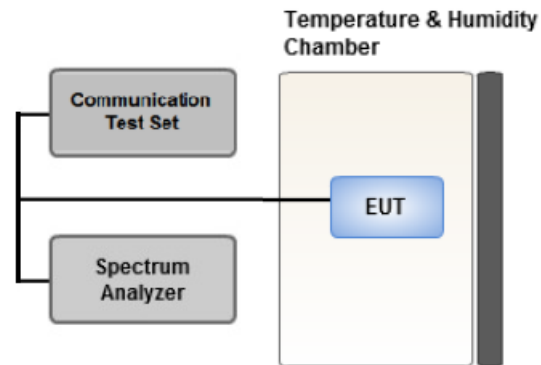 Temperature & Humidity
Chamber
Communication
Test Set
EUT
Spectrum
Analyzer